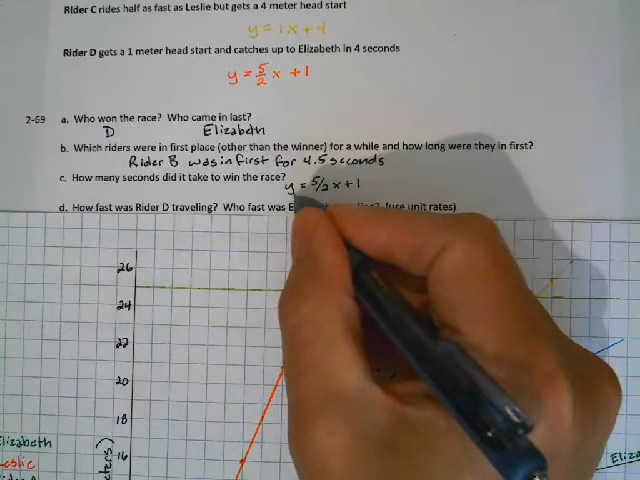 Rider C rides half as fast as Leslie but gets a 4 meter head start
y = 1x + 4
Rider D gets a 1 meter head start and catches up to Elizabeth in 4 seconds
y = 5/2 x + 1
2-69 a. Who won the race? Who came in last?
D Elizabeth
b. Which riders were in first place (other than the winner) for a while and how long were they in first?
Rider B was in first for 4.5 seconds
c. How many seconds did it take to win the race? y = 5/2 x + 1
d. How fast was Rider D traveling? Who fast was (use unit rates)
26
24
22
20
18
16
Elizabeth
Leslie